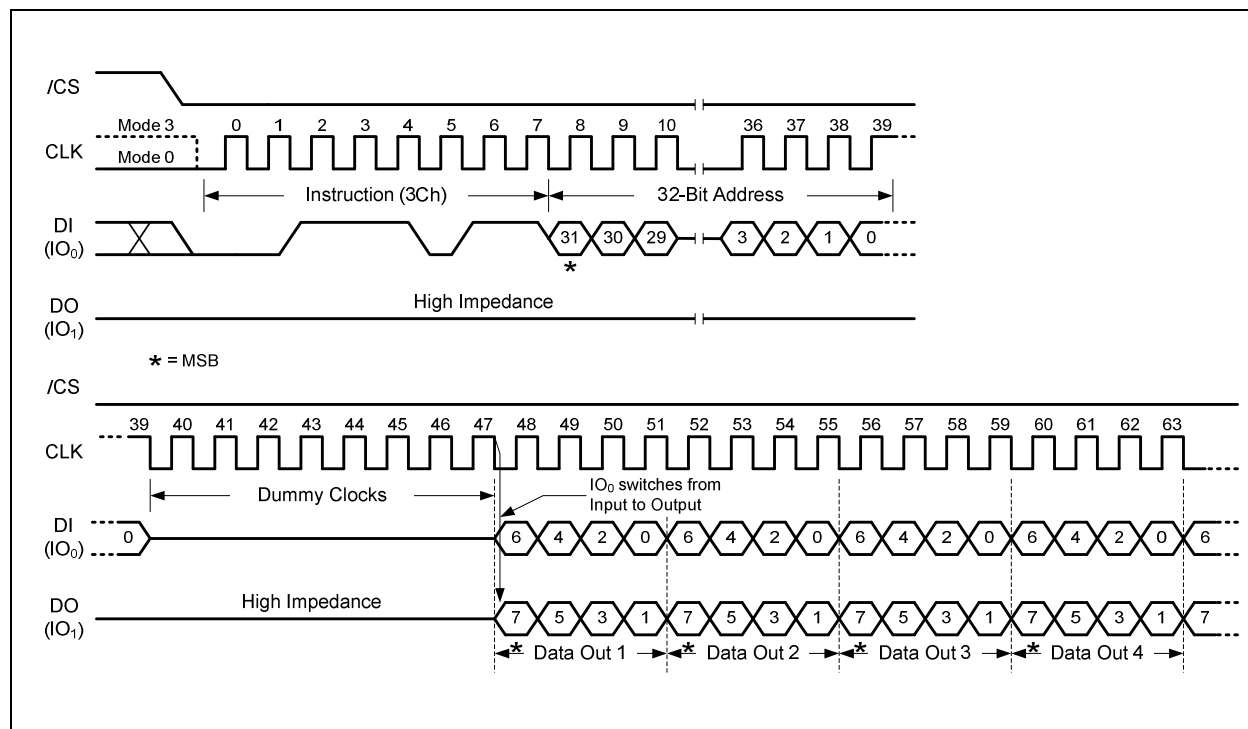 /CS
Mode 3
0 1 2 3 4 5 6 7 8 9 10 36 37 38 39
CLK
Mode 0
Instruction (3Ch) 32-Bit Address
DI
(IO₀)
31 30 29 3 2 1 0
*
High Impedance
DO
(IO₁)
* = MSB
/CS
39 40 41 42 43 44 45 46 47 48 49 50 51 52 53 54 55 56 57 58 59 60 61 62 63
CLK
Dummy Clocks
IO₀ switches from
Input to Output
DI
(IO₀)
0 6 4 2 0 6 4 2 0 6 4 2 0 6 4 2 0 6
High Impedance
DO
(IO₁)
7 5 3 1 7 5 3 1 7 5 3 1 7 5 3 1 7
* Data Out 1 * Data Out 2 * Data Out 3 * Data Out 4